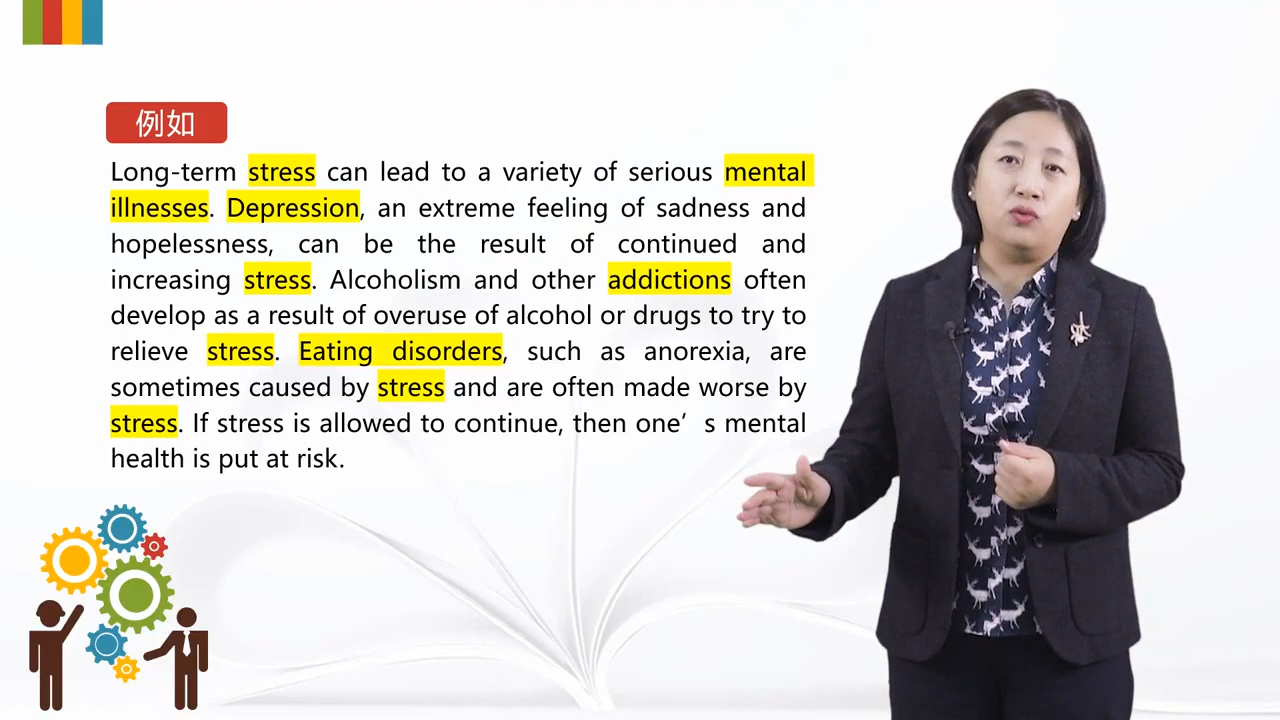 例如
Long-term stress can lead to a variety of serious mental
illnesses. Depression, an extreme feeling of sadness and
hopelessness, can be the result of continued and
increasing stress. Alcoholism and other addictions often
develop as a result of overuse of alcohol or drugs to try to
relieve stress. Eating disorders, such as anorexia, are
sometimes caused by stress and are often made worse by
stress. If stress is allowed to continue, then one’s mental
health is put at risk.